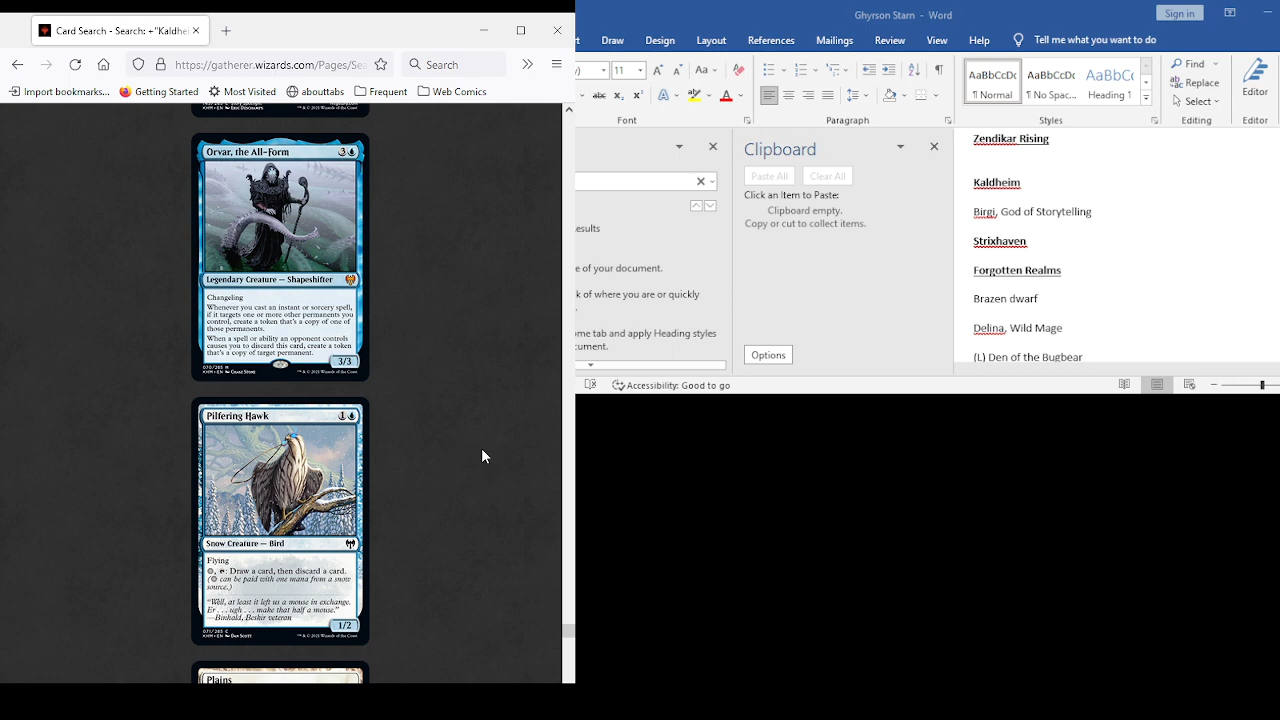 Card Search - Search: +"Kaldhe
https://gatherer.wizards.com/Pages/Sea
Search
Import bookmarks...
Getting Started
Most Visited
abouttabs
Frequent
Web Comics
Orvar, the All-Form
Legendary Creature — Shapeshifter
Changeling
Whenever you cast an instant or sorcery spell,
if it targets one or more other permanents you
control, create a token that's a copy of one of
those permanents.
When a spell or ability an opponent controls
causes you to discard this card, create a token
that's a copy of target permanent.
3/3
Pilfering Hawk
Snow Creature — Bird
Flying
: Draw a card, then discard a card.
( can be paid with one mana from a snow
source.)
"Well, at least it left us a mouse in exchange.
Er . . . ugh . . . make that half a mouse."
—Binhald, Beskir veteran
1/2
Plains
Ghyrson Starn - Word
Sign in
rt
Draw
Design
Layout
References
Mailings
Review
View
Help
Tell me what you want to do
11
Aa
abc
Font
Paragraph
AaBbCcDc
¶ Normal
AaBbCcDc
¶ No Spac...
AaBbCc
Heading 1
Styles
Find
Replace
Select
Editing
Editor
Editor
esults
e of your document.
k of where you are or quickly
ome tab and apply Heading styles
cument.
Clipboard
Paste All
Clear All
Click an Item to Paste:
Clipboard empty.
Copy or cut to collect items.
Options
Zendikar Rising
Kaldheim
Birgi, God of Storytelling
Strixhaven
Forgotten Realms
Brazen dwarf
Delina, Wild Mage
(L) Den of the Bugbear
Accessibility: Good to go